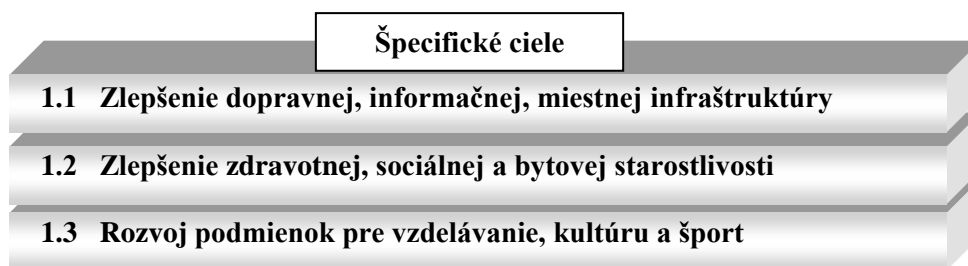 Špecifické ciele
1.1 Zlepšenie dopravnej, informačnej, miestnej infraštruktúry
1.2 Zlepšenie zdravotnej, sociálnej a bytovej starostlivosti
1.3 Rozvoj podmienok pre vzdelávanie, kultúru a šport